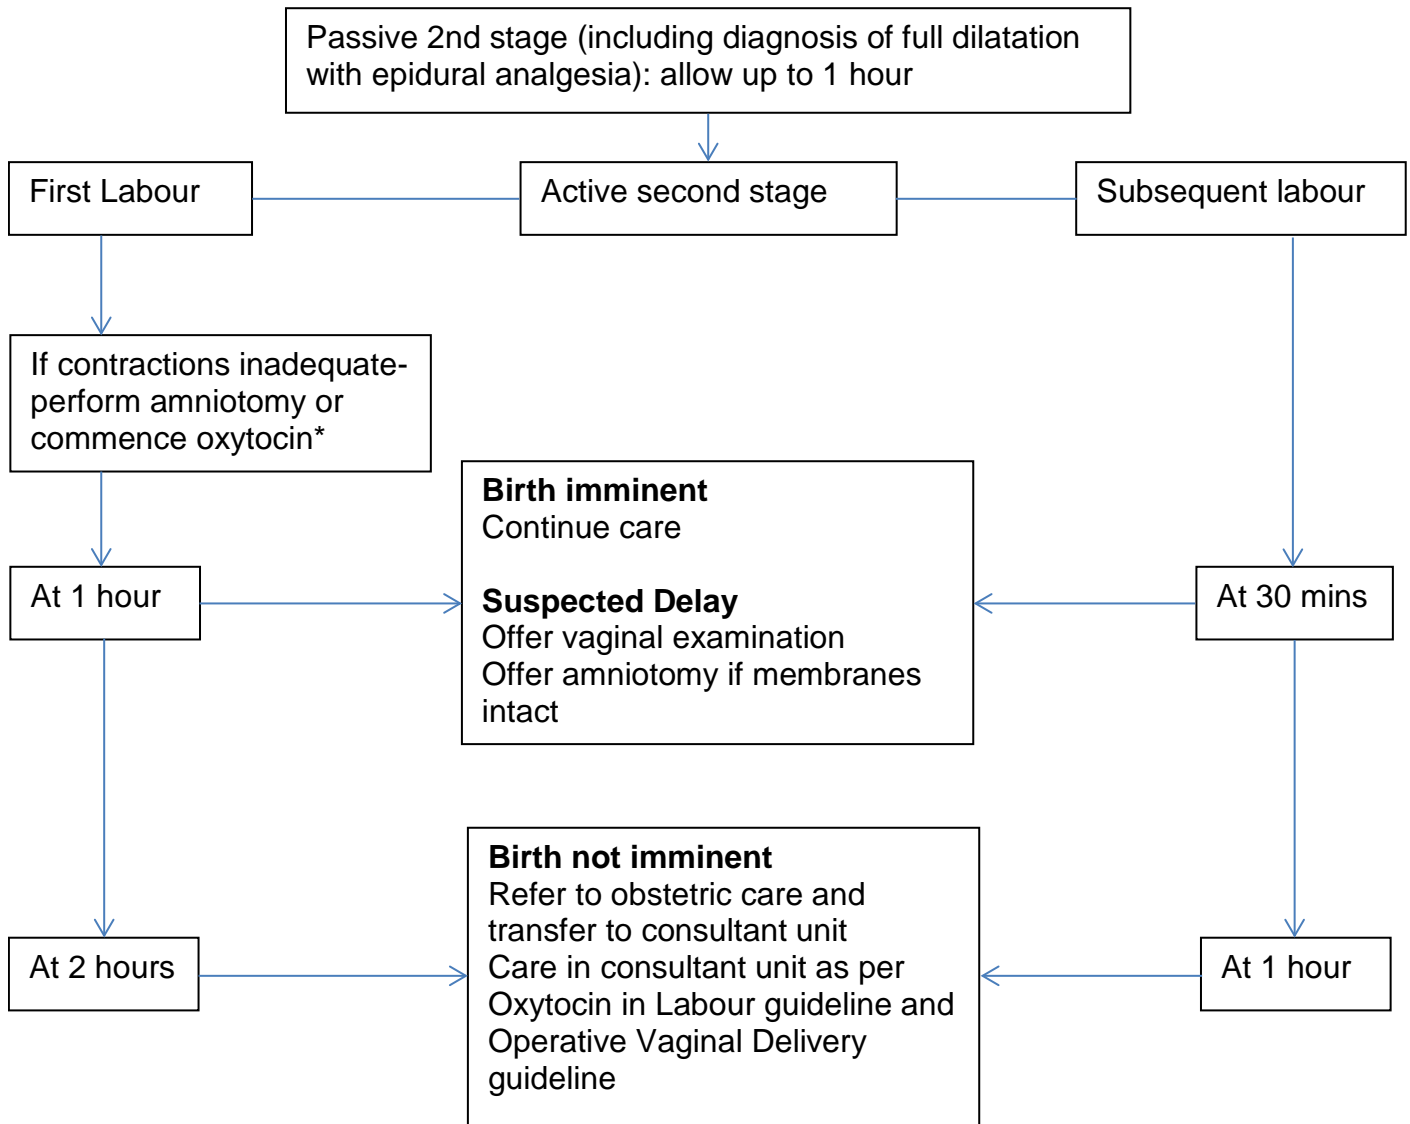 Passive 2nd stage (including diagnosis of full dilatation
with epidural analgesia): allow up to 1 hour
First Labour
Active second stage
Subsequent labour
If contractions inadequate-
perform amniotomy or
commence oxytocin*
Birth imminent
Continue care
Suspected Delay
Offer vaginal examination
Offer amniotomy if membranes
intact
At 1 hour
At 30 mins
Birth not imminent
Refer to obstetric care and
transfer to consultant unit
Care in consultant unit as per
Oxytocin in Labour guideline and
Operative Vaginal Delivery
guideline
At 2 hours
At 1 hour